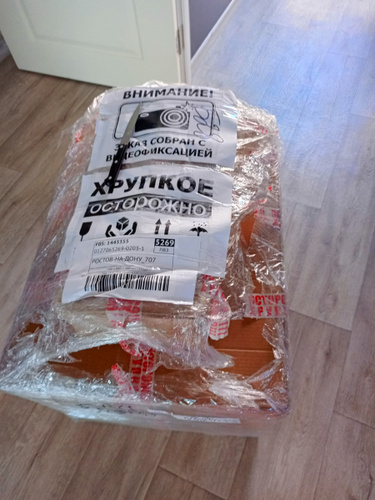 ВНИМАНИЕ!
ЗАКАЗ СОБРАН С
ВИДЕОФИКСАЦИЕЙ
ХРУПКОЕ
ОСТОРОЖНО
5269
РОСТОВ-НА-ДОНУ_707